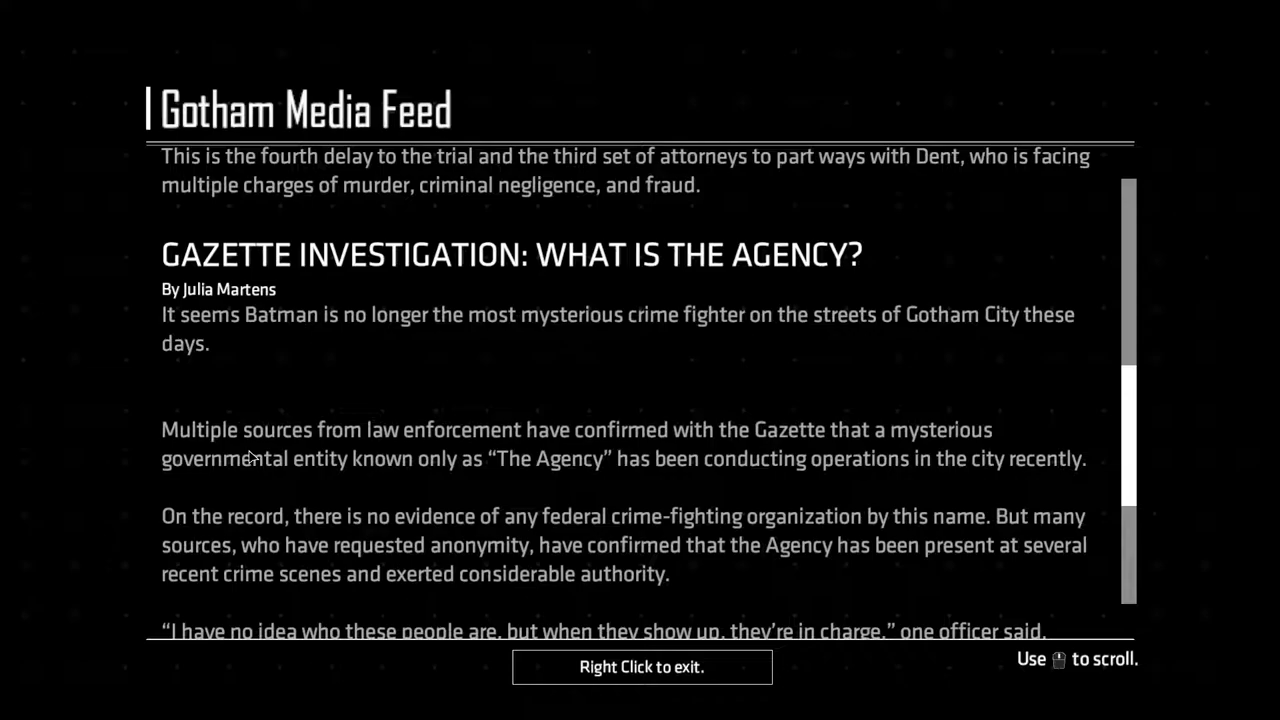 Gotham Media Feed
This is the fourth delay to the trial and the third set of attorneys to part ways with Dent, who is facing
multiple charges of murder, criminal negligence, and fraud.
GAZETTE INVESTIGATION: WHAT IS THE AGENCY?
By Julia Martens
It seems Batman is no longer the most mysterious crime fighter on the streets of Gotham City these
days.
Multiple sources from law enforcement have confirmed with the Gazette that a mysterious
governmental entity known only as “The Agency” has been conducting operations in the city recently.
On the record, there is no evidence of any federal crime-fighting organization by this name. But many
sources, who have requested anonymity, have confirmed that the Agency has been present at several
recent crime scenes and exerted considerable authority.
“I have no idea who these people are, but when they show up, they’re in charge,” one officer said.
Use to scroll.
Right Click to exit.